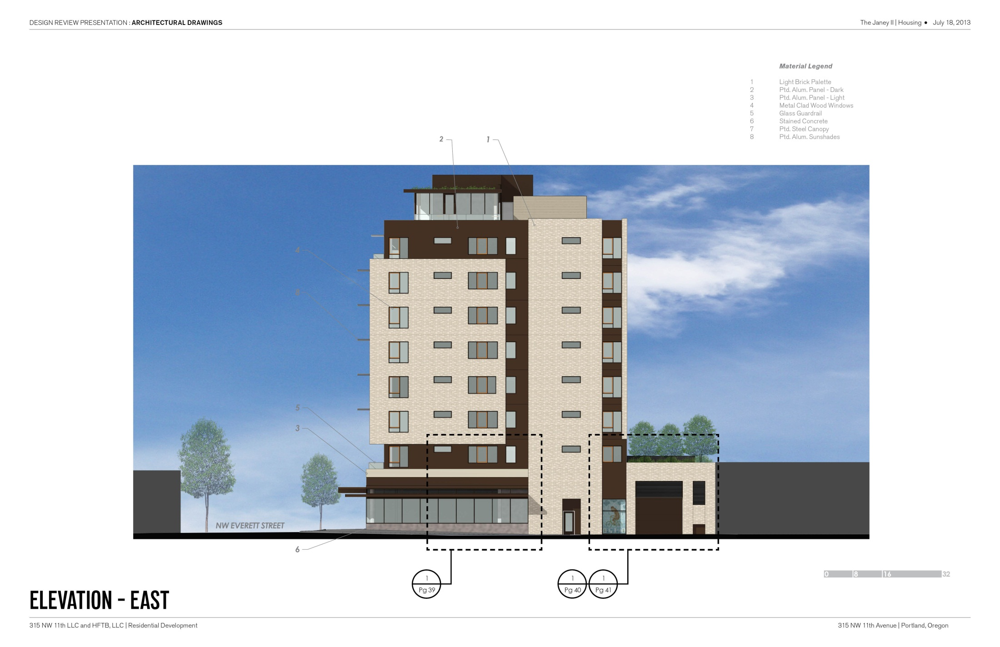 DESIGN REVIEW PRESENTATION : ARCHITECTURAL DRAWINGS
The Janey II | Housing ● July 18, 2013
Material Legend
1 Light Brick Palette
2 Ptd. Alum. Panel - Dark
3 Ptd. Alum. Panel - Light
4 Metal Clad Wood Windows
5 Glass Guardrail
6 Stained Concrete
7 Ptd. Steel Canopy
8 Ptd. Alum. Sunshades
2
1
4
8
5
3
NW EVERETT STREET
6
1
Pg 39
1
Pg 40
1
Pg 41
0 8 16 32
ELEVATION - EAST
315 NW 11th LLC and HFTB, LLC | Residential Development
315 NW 11th Avenue | Portland, Oregon